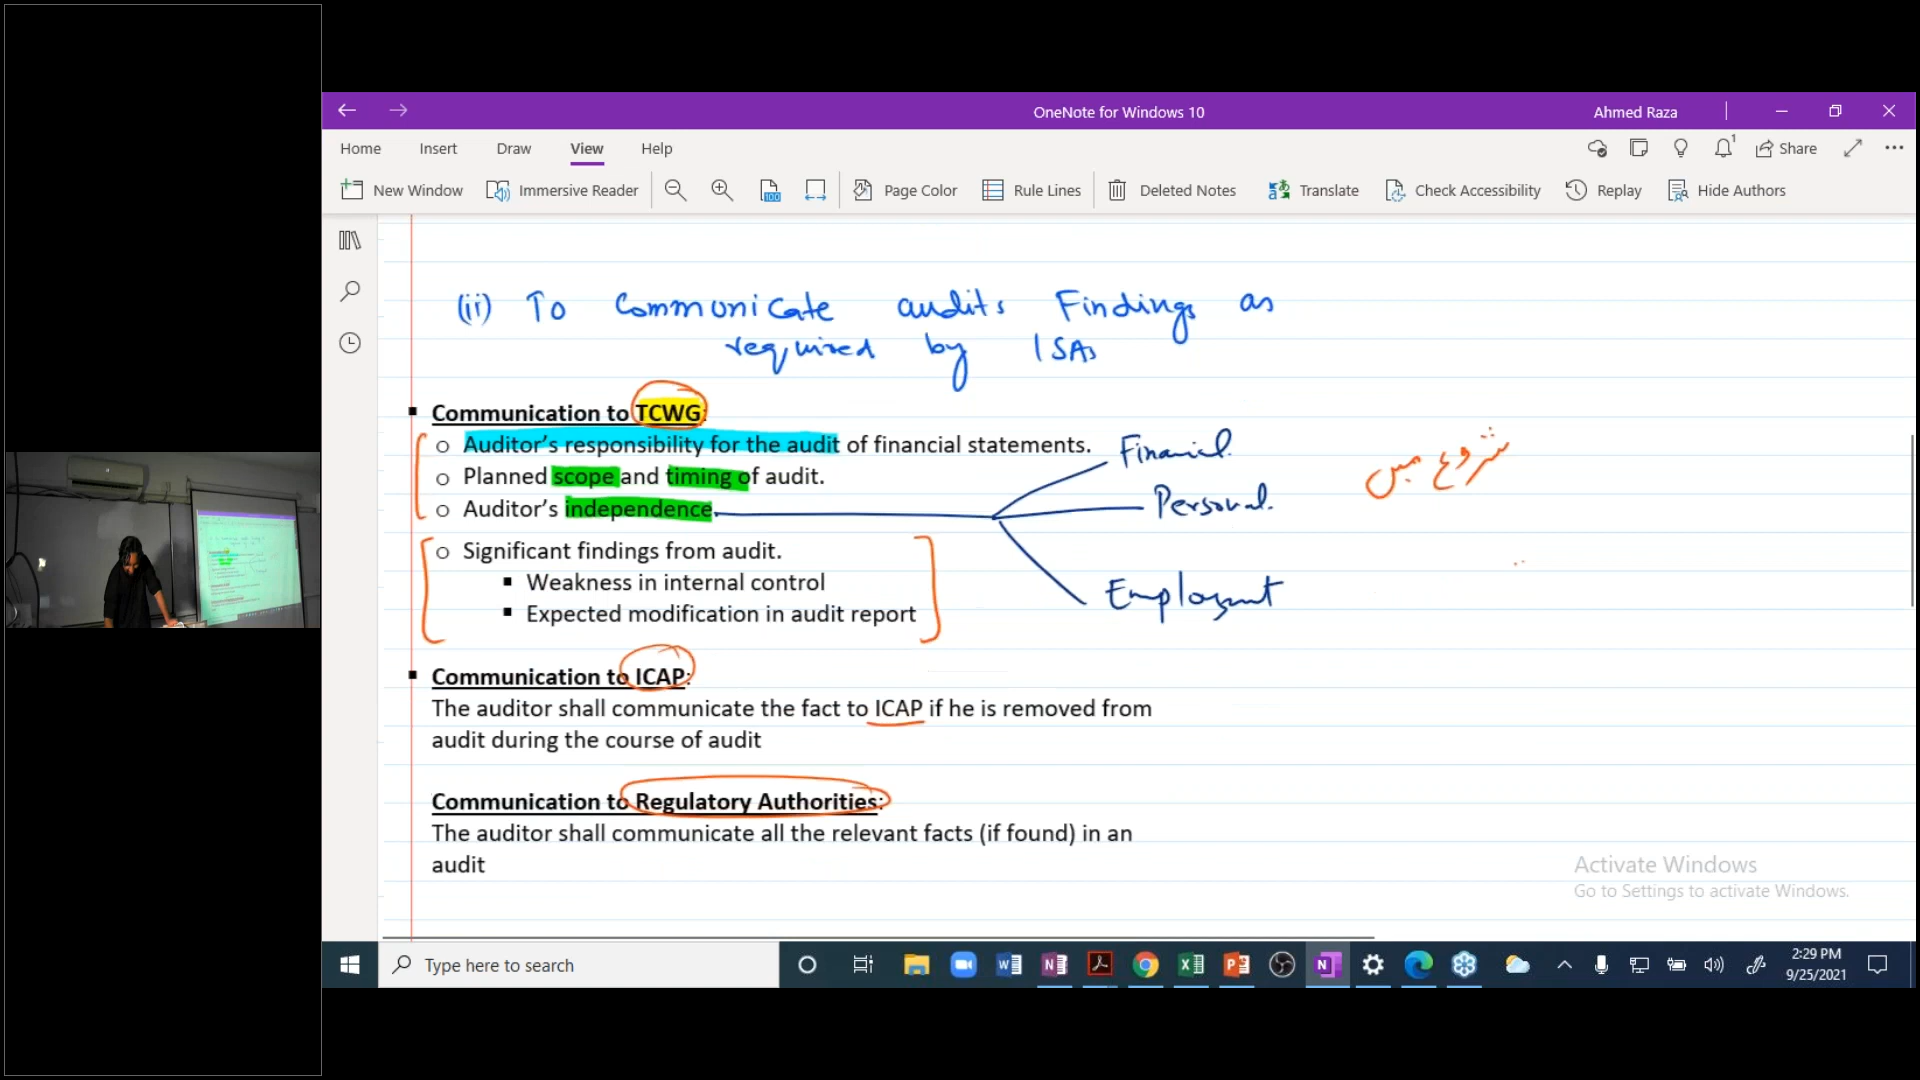 OneNote for Windows 10
Ahmed Raza
Home Insert Draw View Help
1
Share
New Window Immersive Reader 100 Page Color Rule Lines Deleted Notes Translate Check Accessibility Replay Hide Authors
(ii) To Communicate audits Findings as
required by ISAs
Communication to TCWG:
Auditor's responsibility for the audit of financial statements.
Planned scope and timing of audit.
Auditor's independence.
Financial.
Personal.
Employment
شروع میں
Significant findings from audit.
Weakness in internal control
Expected modification in audit report
Communication to ICAP:
The auditor shall communicate the fact to ICAP if he is removed from
audit during the course of audit
Communication to Regulatory Authorities:
The auditor shall communicate all the relevant facts (if found) in an
audit
Activate Windows
Go to Settings to activate Windows.
Type here to search
2:29 PM
9/25/2021